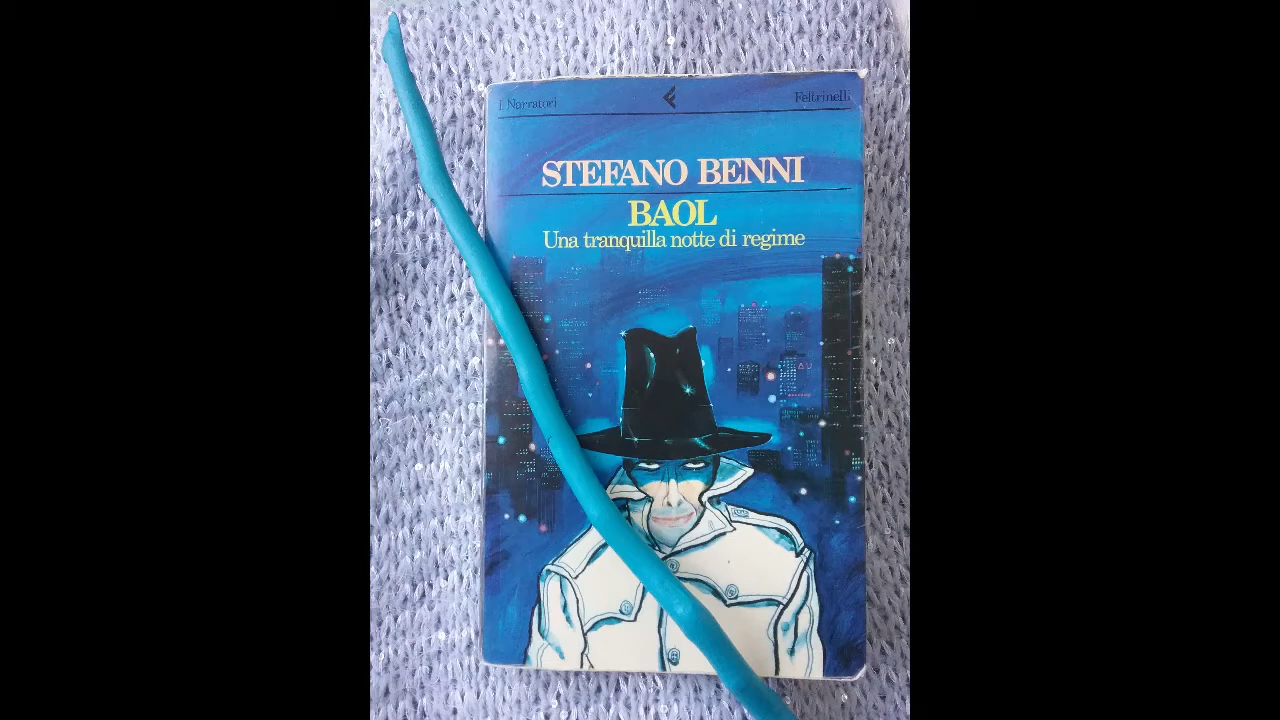 I Narratori
Feltrinelli
STEFANO BENNI
BAOL
Una tranquilla notte di regime